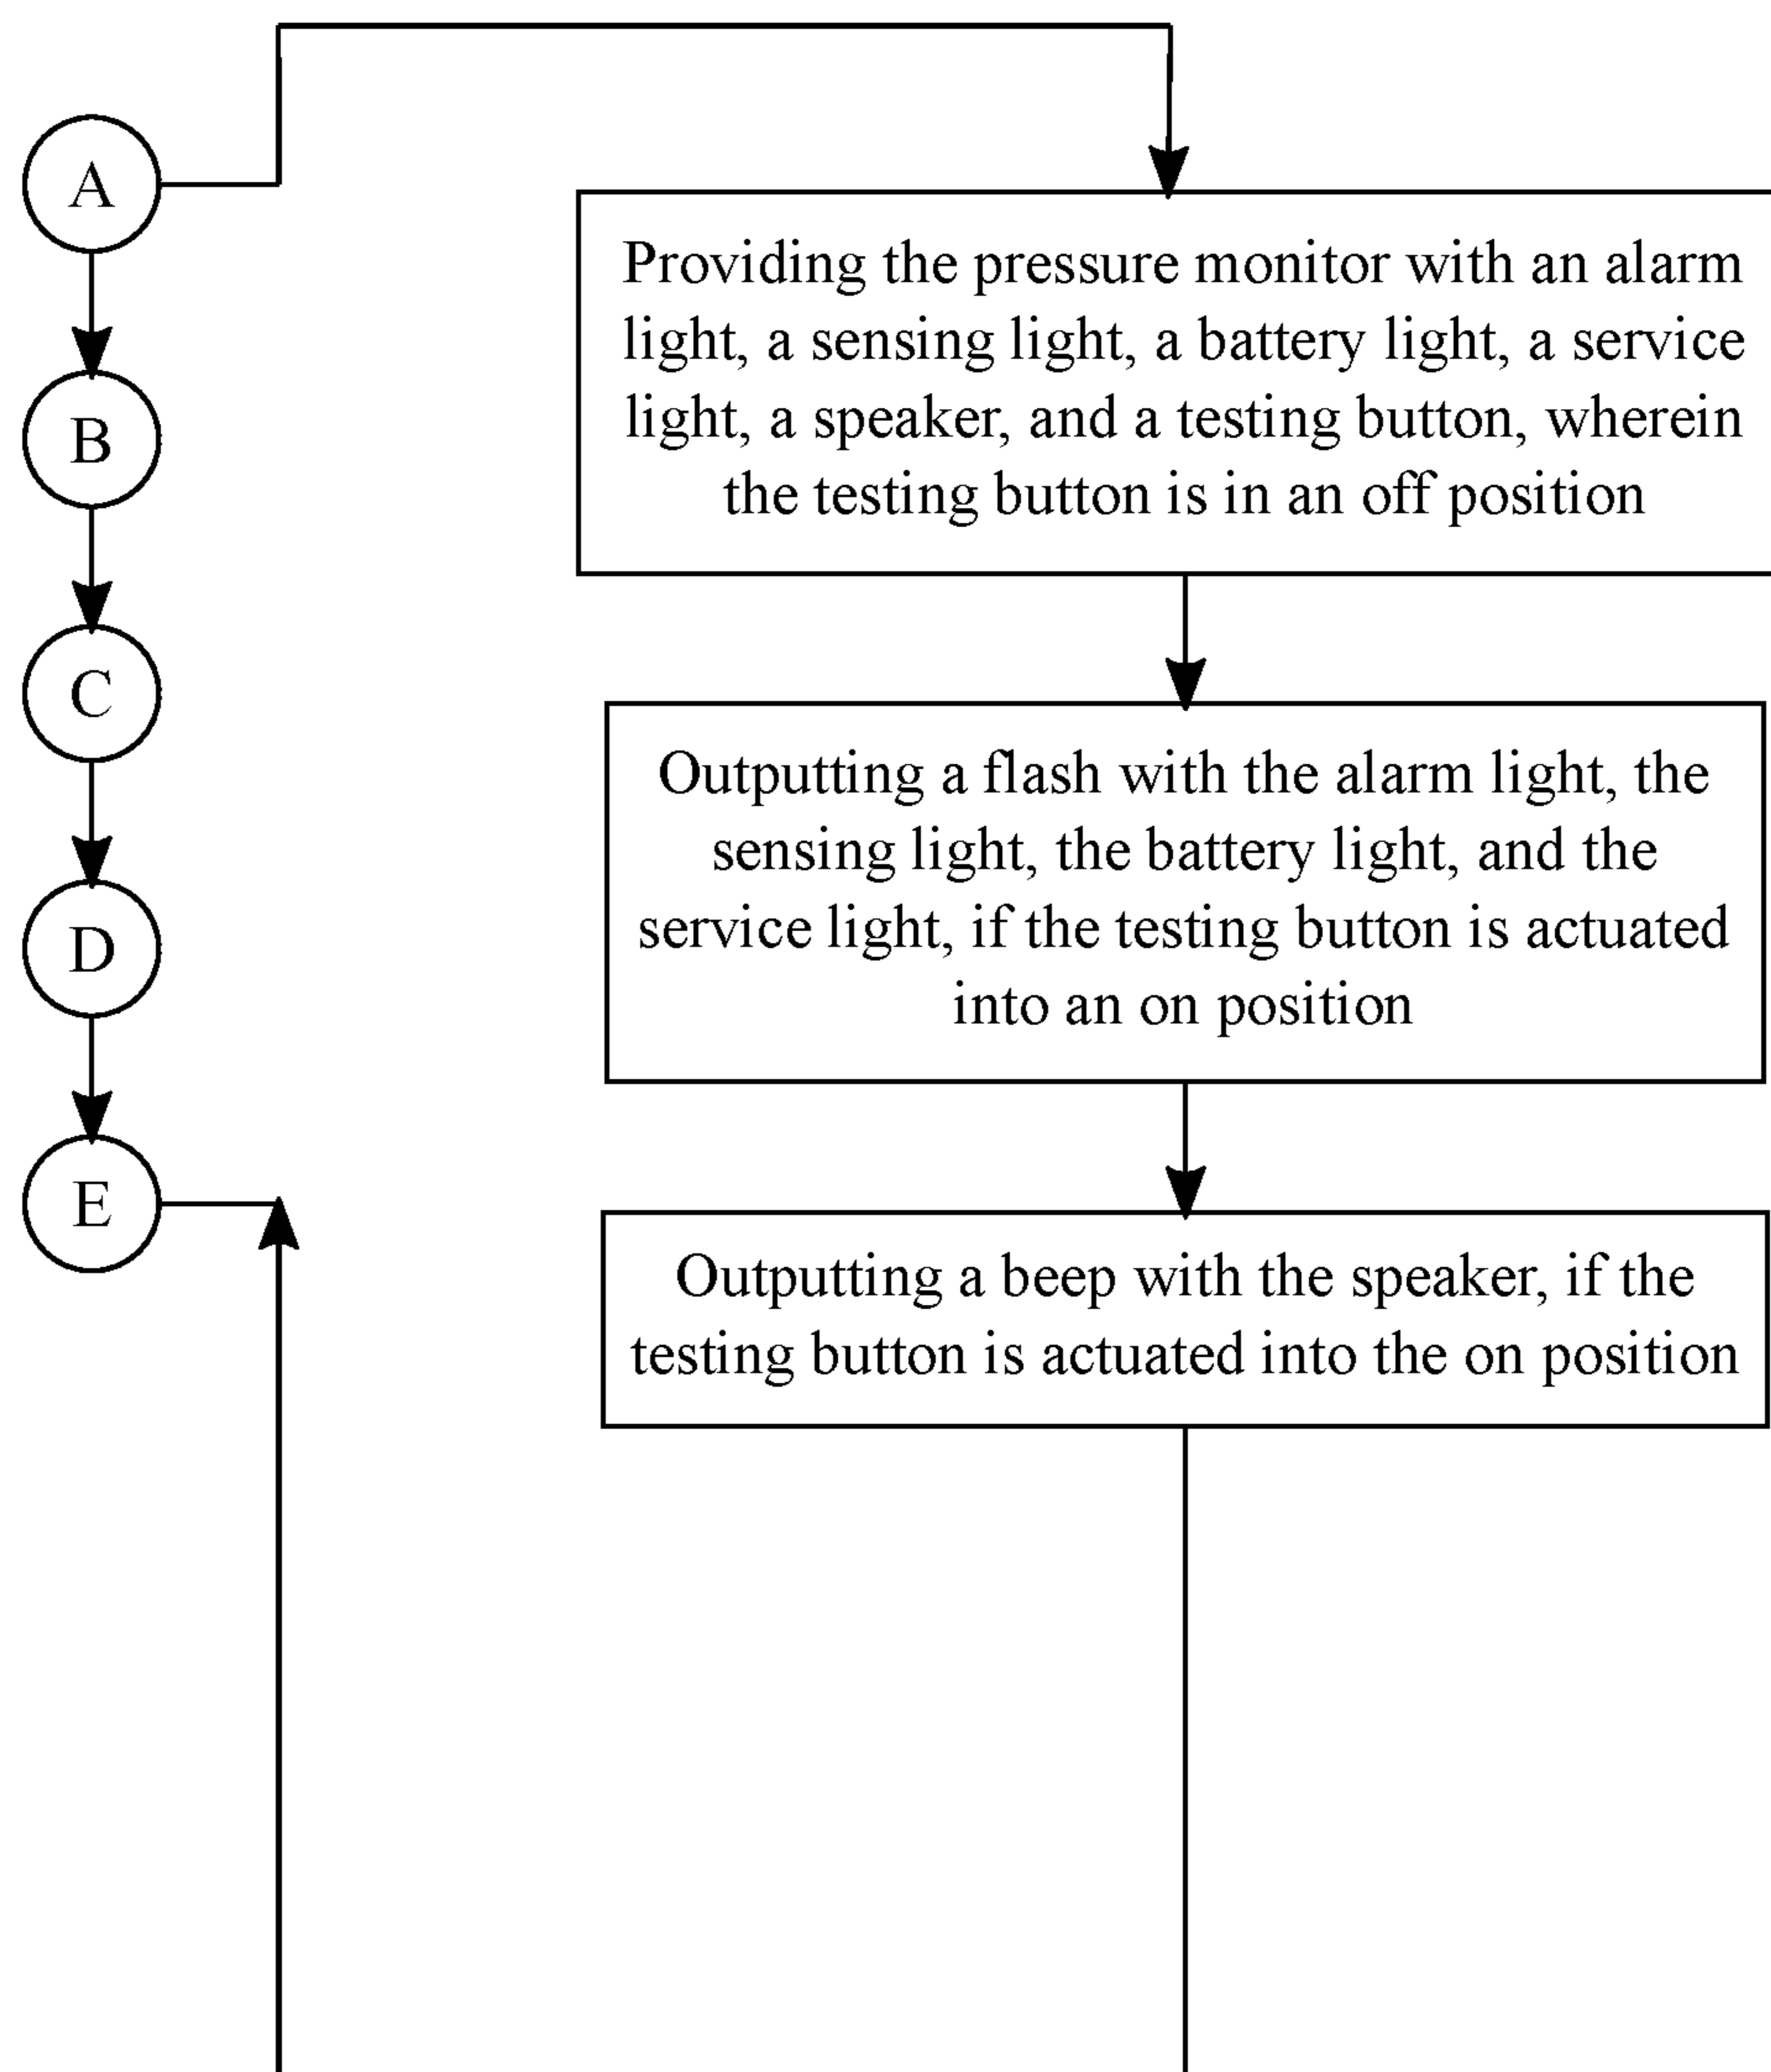 A
B
C
D
E
Providing the pressure monitor with an alarm
light, a sensing light, a battery light, a service
light, a speaker, and a testing button, wherein
the testing button is in an off position
Outputting a flash with the alarm light, the
sensing light, the battery light, and the
service light, if the testing button is actuated
into an on position
Outputting a beep with the speaker, if the
testing button is actuated into the on position